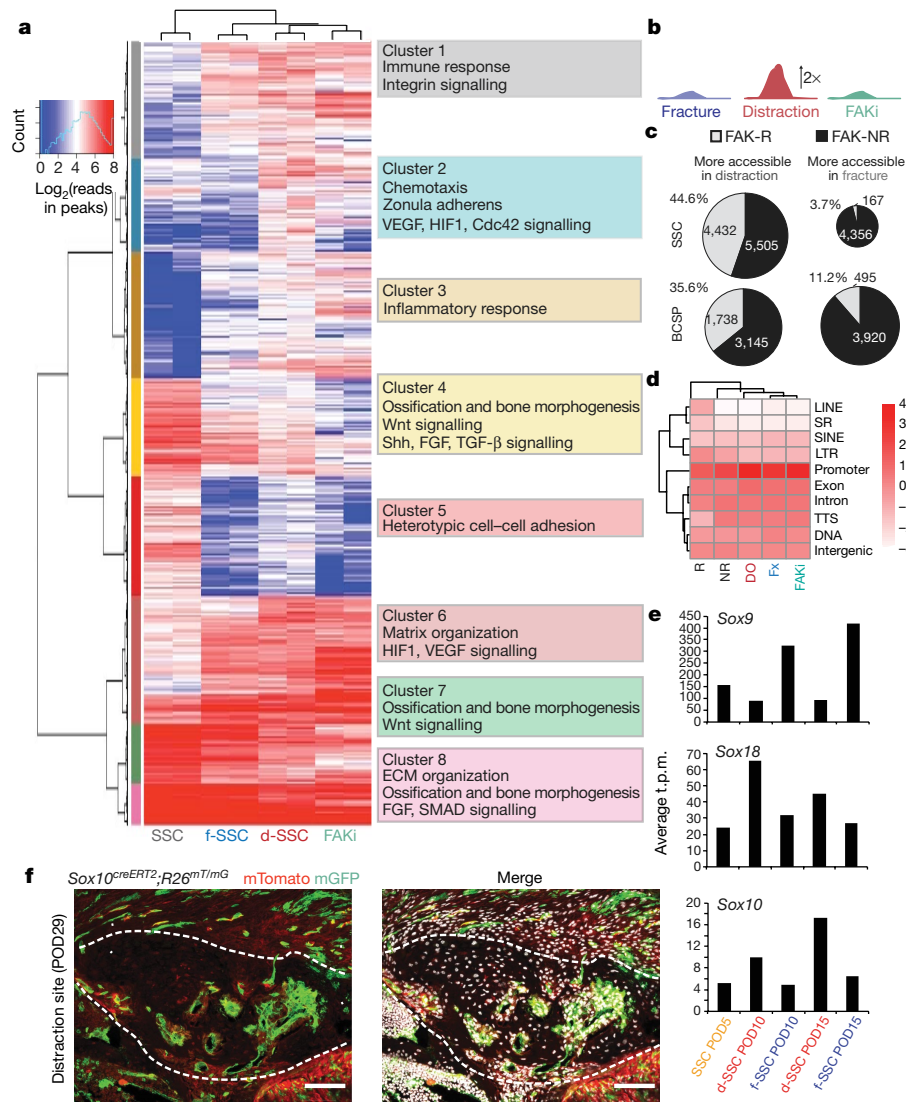 a
Count
0 2 4 6 8
Log2(reads
in peaks)
Cluster 1
Immune response
Integrin signalling
Cluster 2
Chemotaxis
Zonula adherens
VEGF, HIF1, Cdc42 signalling
Cluster 3
Inflammatory response
Cluster 4
Ossification and bone morphogenesis
Wnt signalling
Shh, FGF, TGF-β signalling
Cluster 5
Heterotypic cell–cell adhesion
Cluster 6
Matrix organization
HIF1, VEGF signalling
Cluster 7
Ossification and bone morphogenesis
Wnt signalling
Cluster 8
ECM organization
Ossification and bone morphogenesis
FGF, SMAD signalling
SSC f-SSC d-SSC FAKi
b
2×
Fracture Distraction FAKi
c
FAK-R FAK-NR
More accessible
in distraction
More accessible
in fracture
44.6%
4,432
5,505
3.7%
167
4,356
SSC
35.6%
1,738
3,145
11.2%
495
3,920
BCSP
d
LINE
SR
SINE
LTR
Promoter
Exon
Intron
TTS
DNA
Intergenic
R NR DO Fx FAKi
4
3
2
1
0
–
–
–
e
Sox9
450
400
350
300
250
200
150
100
50
0
Sox18
70
60
50
40
30
20
10
0
Average t.p.m.
Sox10
20
16
12
8
4
0
SSC POD5
d-SSC POD10
f-SSC POD10
d-SSC POD15
f-SSC POD15
f
Sox10creERT2;R26mT/mG mTomato mGFP
Merge
Distraction site (POD29)